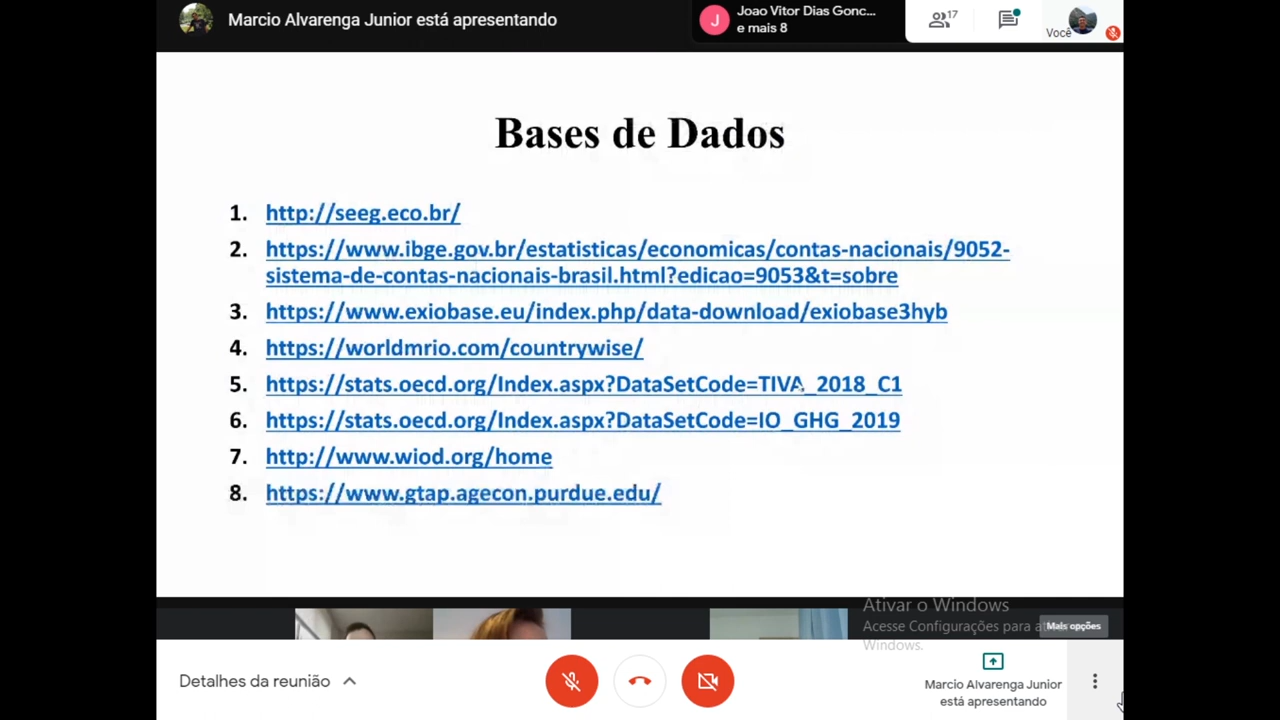 Marcio Alvarenga Junior está apresentando
J
Joao Vitor Dias Gonc...
e mais 8
17
Você
Bases de Dados
1. http://seeg.eco.br/
2. https://www.ibge.gov.br/estatisticas/economicas/contas-nacionais/9052-
sistema-de-contas-nacionais-brasil.html?edicao=9053&t=sobre
3. https://www.exiobase.eu/index.php/data-download/exiobase3hyb
4. https://worldmrio.com/countrywise/
5. https://stats.oecd.org/Index.aspx?DataSetCode=TIVA_2018_C1
6. https://stats.oecd.org/Index.aspx?DataSetCode=IO_GHG_2019
7. http://www.wiod.org/home
8. https://www.gtap.agecon.purdue.edu/
Ativar o Windows
Acesse Configurações para
Windows.
Mais opções
Detalhes da reunião
Marcio Alvarenga Junior
está apresentando